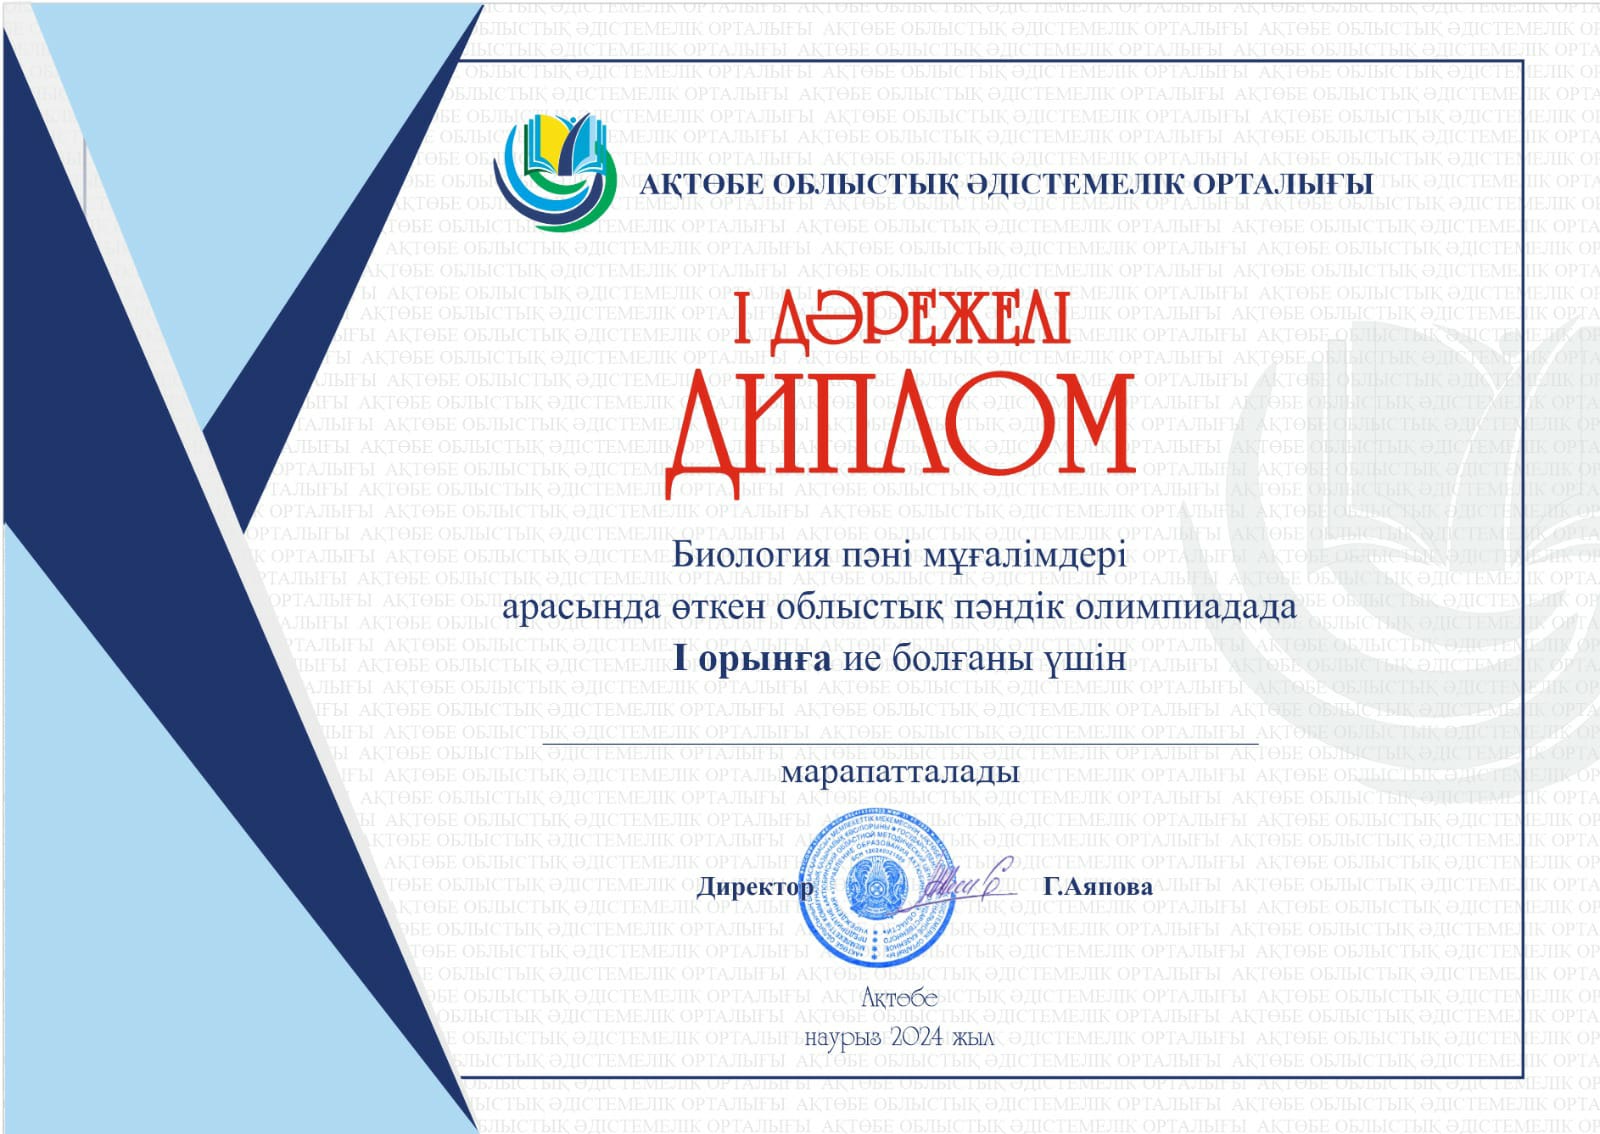 АҚТӨБЕ ОБЛЫСТЫҚ ӘДІСТЕМЕЛІК ОРТАЛЫҒЫ
І ДӘРЕЖЕЛІ
ДИПЛОМ
Биология пәні мұғалімдері
арасында өткен облыстық пәндік олимпиадада
І орынға ие болғаны үшін
марапатталады
Директор Г.Аяпова
Ақтөбе
наурыз 2024 жыл